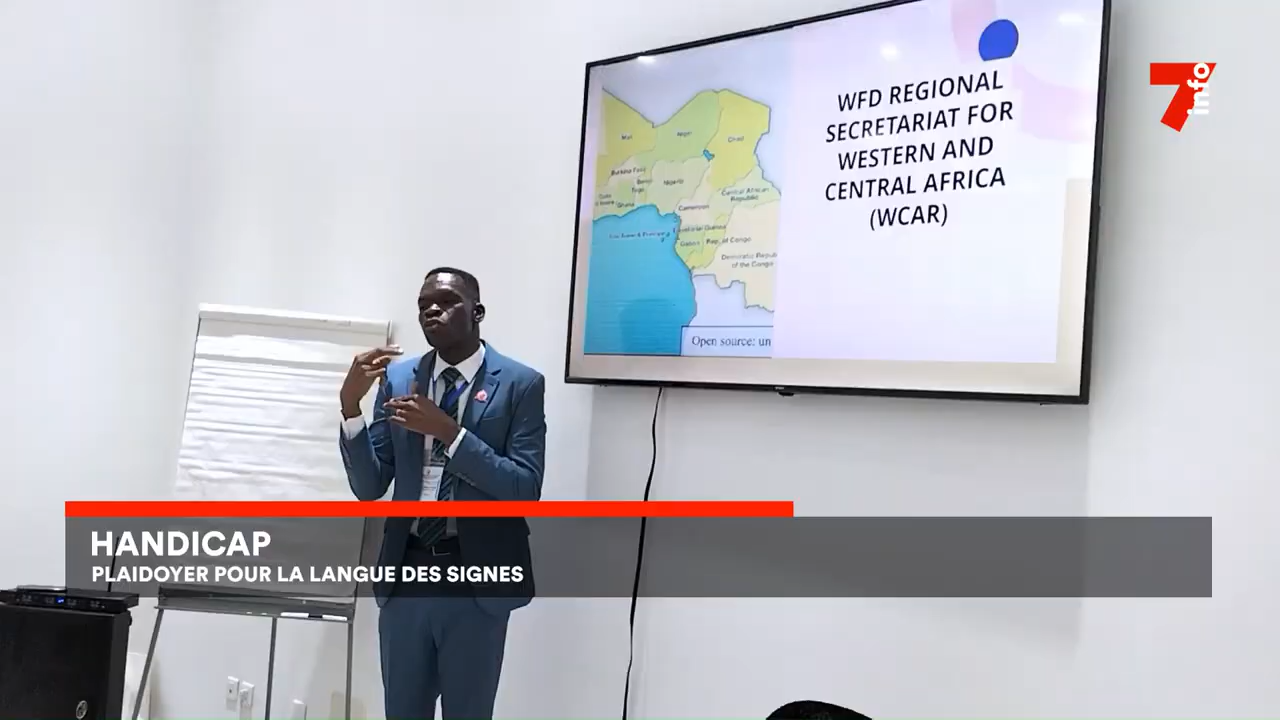 WFD REGIONAL
SECRETARIAT FOR
WESTERN AND
CENTRAL AFRICA
(WCAR)
7info
Mali
Niger
Chad
Burkina Faso
Benin
Togo
Nigeria
Ghana
Central African
Republic
Cameroon
Gabon
Rep. of Congo
Democratic Repub
of the Congo
Open source: un
HANDICAP
PLAIDOYER POUR LA LANGUE DES SIGNES